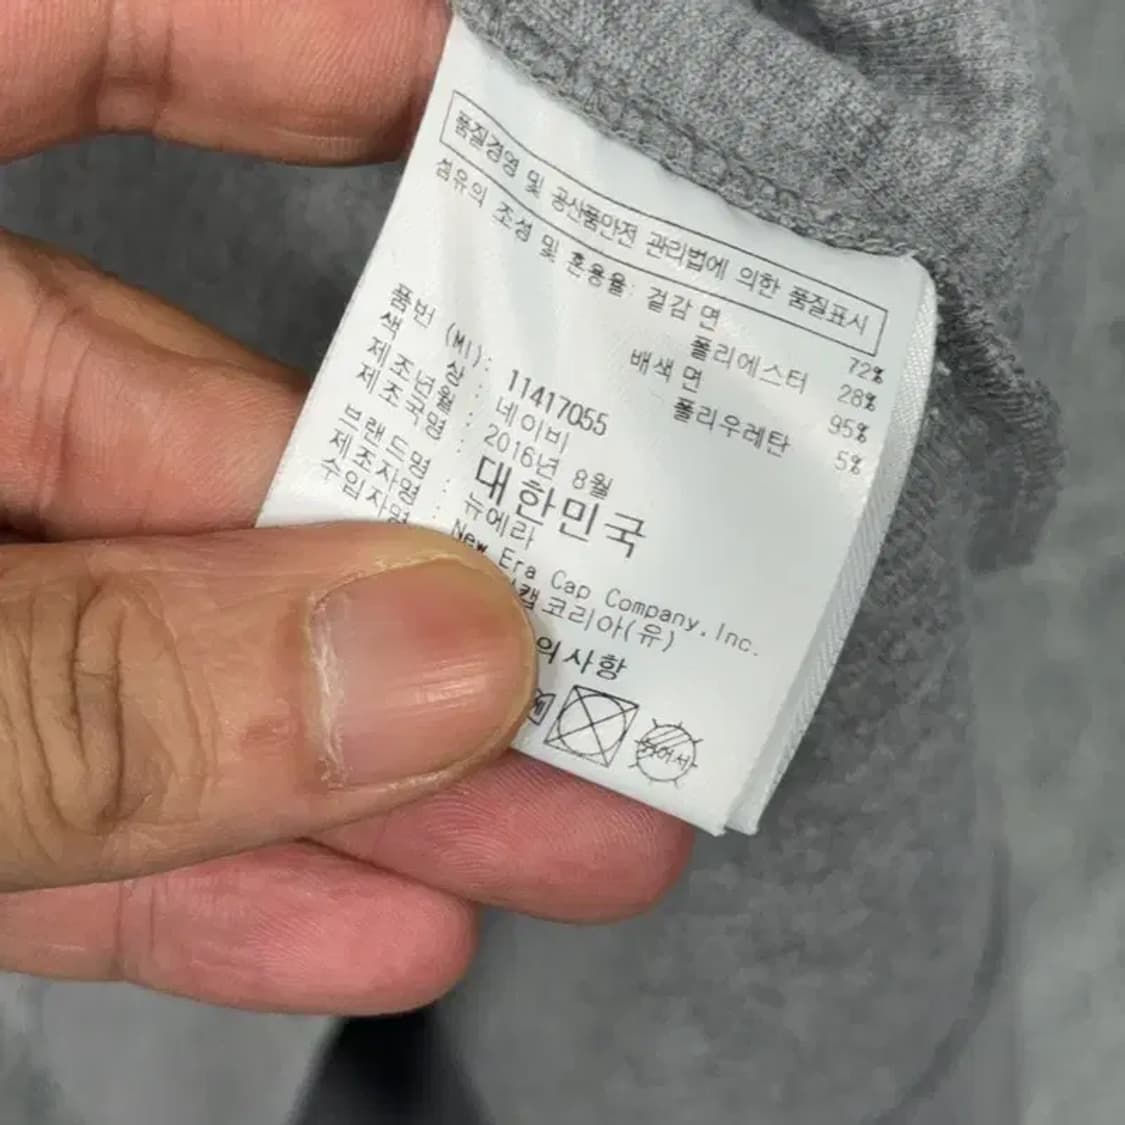 품질경영 및 공산품안전 관리법에 의한 품질표시
섬유의 조성 및 혼용율: 겉감 면 72%
폴리에스터 28%
배색 면 95%
폴리우레탄 5%
품번 (MI): 11417055
색 상 : 네이비
제조년월 : 2016년 8월
제조국명 : 대한민국
브랜드명 : 뉴에라
제조자명 : New Era Cap Company,Inc.
수입자명 캡코리아(유)
의사항